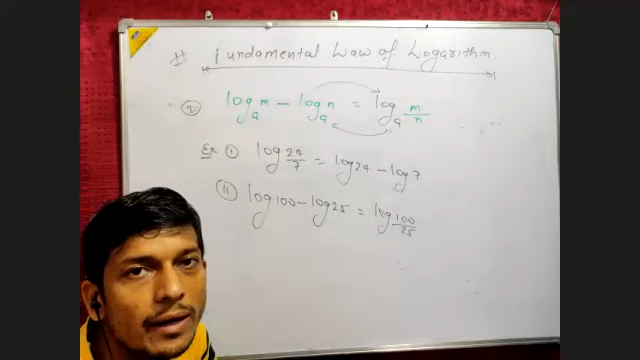 # Fundamental Law of Logarithm.
② logₐm − logₐn = logₐ m/n
Ex ① log 24/7 = log24 − log7
⑪ log100 − log25 = log 100/25